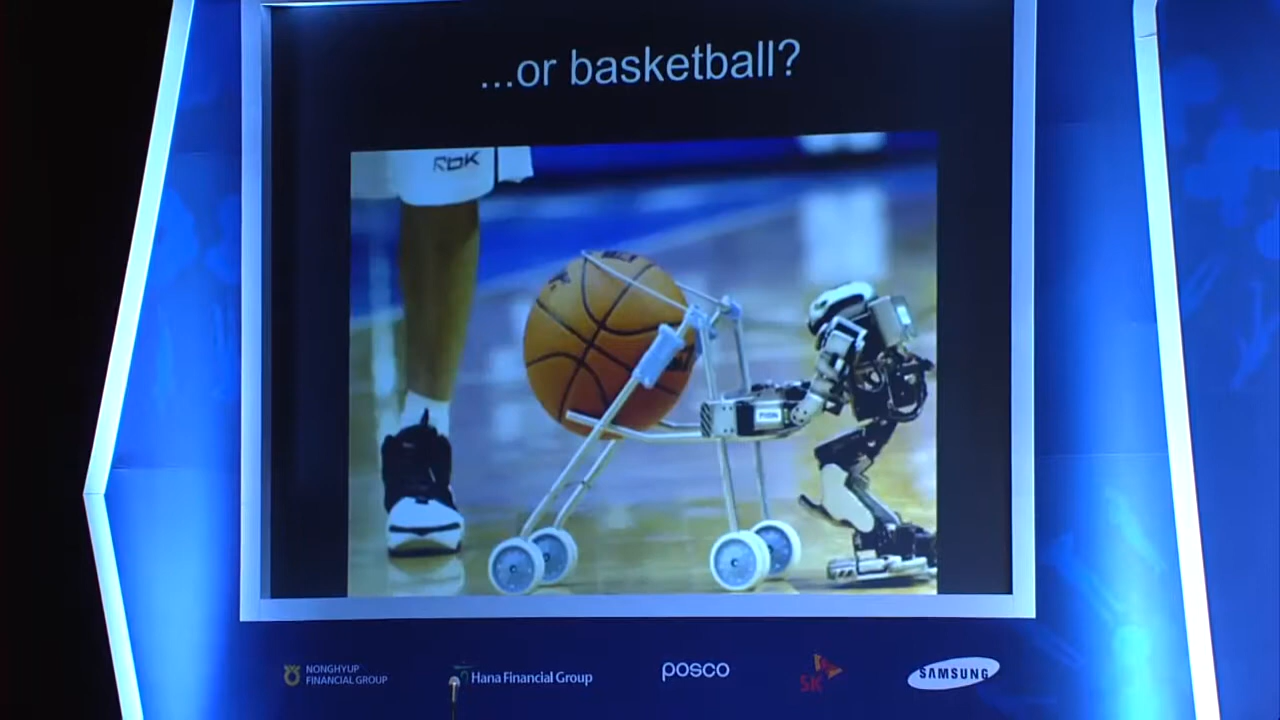 ...or basketball?
RBK
NONGHYUP
FINANCIAL GROUP
Hana Financial Group
posco
SK
SAMSUNG